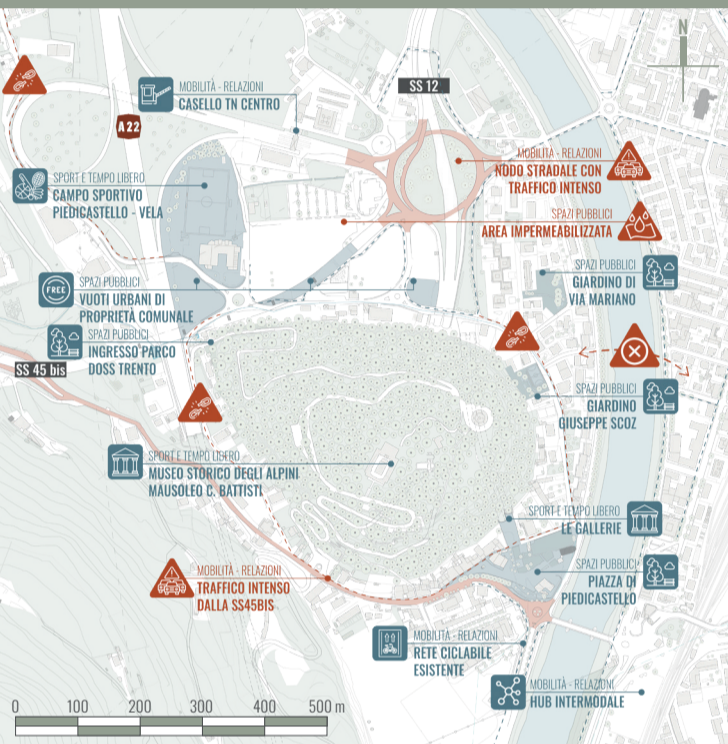 N
MOBILITÀ - RELAZIONI
CASELLO TN CENTRO
SS 12
A 22
MOBILITÀ - RELAZIONI
NODO STRADALE CON
TRAFFICO INTENSO
SPORT E TEMPO LIBERO
CAMPO SPORTIVO
PIEDICASTELLO - VELA
SPAZI PUBBLICI
AREA IMPERMEABILIZZATA
SPAZI PUBBLICI
GIARDINO DI
VIA MARIANO
FREE
SPAZI PUBBLICI
VUOTI URBANI DI
PROPRIETÀ COMUNALE
SPAZI PUBBLICI
INGRESSO PARCO
DOSS TRENTO
SS 45 bis
SPAZI PUBBLICI
GIARDINO
GIUSEPPE SCOZ
SPORT E TEMPO LIBERO
MUSEO STORICO DEGLI ALPINI
MAUSOLEO C. BATTISTI
SPORT E TEMPO LIBERO
LE GALLERIE
SPAZI PUBBLICI
PIAZZA DI
PIEDICASTELLO
MOBILITÀ - RELAZIONI
TRAFFICO INTENSO
DALLA SS45BIS
MOBILITÀ - RELAZIONI
RETE CICLABILE
ESISTENTE
MOBILITÀ - RELAZIONI
HUB INTERMODALE
0 100 200 300 400 500 m